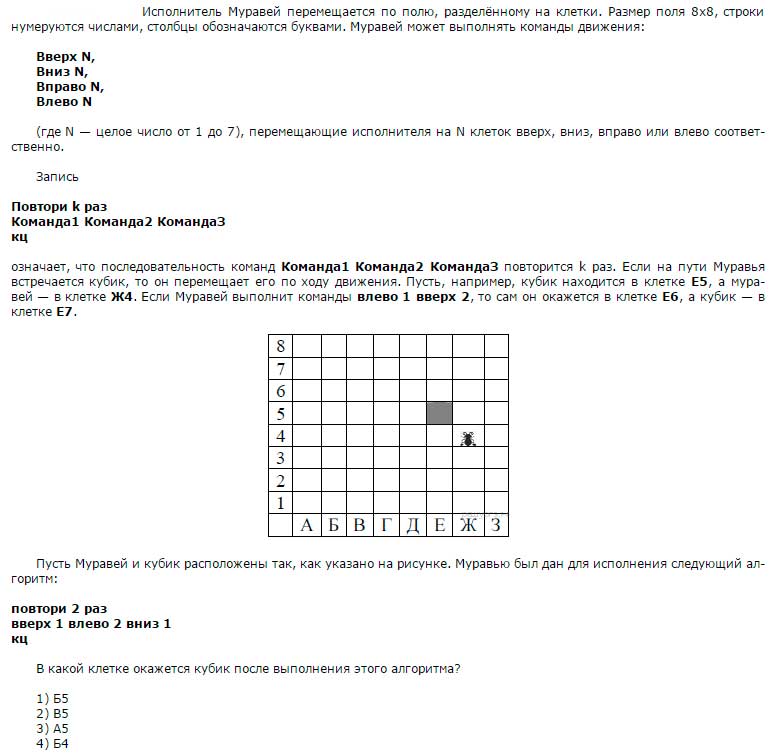 Исполнитель Муравей перемещается по полю, разделённому на клетки. Размер поля 8x8, строки
нумеруются числами, столбцы обозначаются буквами. Муравей может выполнять команды движения:
Вверх N,
Вниз N,
Вправо N,
Влево N
(где N — целое число от 1 до 7), перемещающие исполнителя на N клеток вверх, вниз, вправо или влево соответ-
ственно.
Запись
Повтори k раз
Команда1 Команда2 Команда3
кц
означает, что последовательность команд Команда1 Команда2 Команда3 повторится k раз. Если на пути Муравья
встречается кубик, то он перемещает его по ходу движения. Пусть, например, кубик находится в клетке Е5, а мура-
вей — в клетке Ж4. Если Муравей выполнит команды влево 1 вверх 2, то сам он окажется в клетке Е6, а кубик — в
клетке Е7.
8
7
6
5
4
3
2
1
А Б В Г Д Е Ж З
Пусть Муравей и кубик расположены так, как указано на рисунке. Муравью был дан для исполнения следующий ал-
горитм:
повтори 2 раз
вверх 1 влево 2 вниз 1
кц
В какой клетке окажется кубик после выполнения этого алгоритма?
1) Б5
2) В5
3) А5
4) Б4